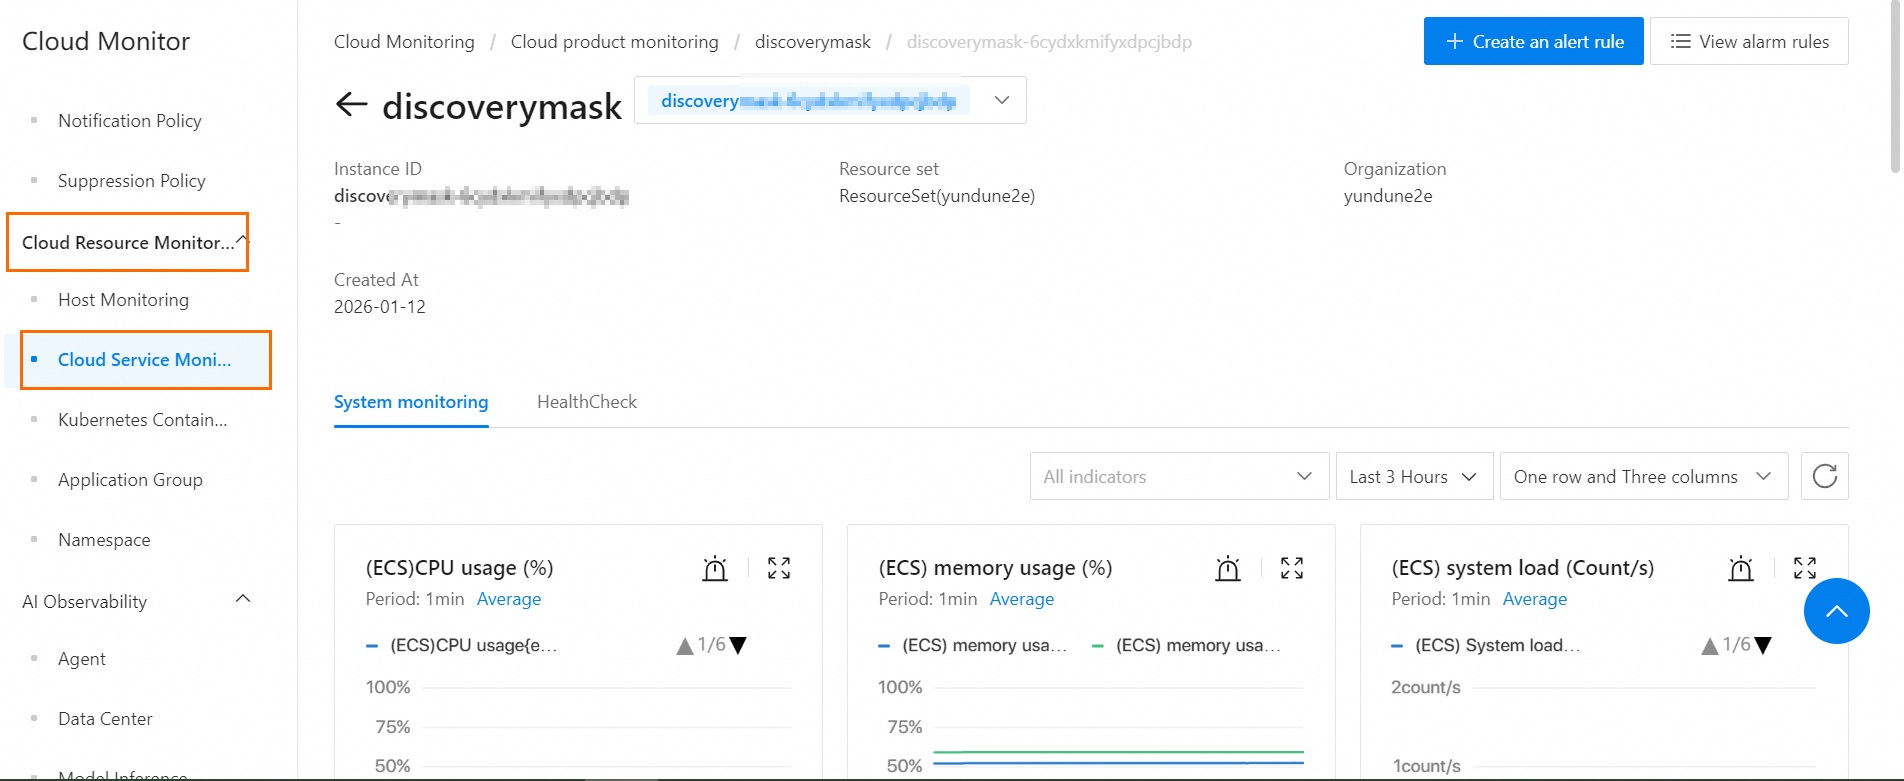 Cloud Monitor
Notification Policy
Suppression Policy
Cloud Resource Monitor...
Host Monitoring
Cloud Service Moni...
Kubernetes Contain...
Application Group
Namespace
AI Observability
Agent
Data Center
Model Inference
Cloud Monitoring / Cloud product monitoring / discoverymask / discoverymask-6cydxkmifyxdpcjbdp
+ Create an alert rule
View alarm rules
discoverymask
discovery
Instance ID
discove
-
Resource set
ResourceSet(yundune2e)
Organization
yundune2e
Created At
2026-01-12
System monitoring
HealthCheck
All indicators
Last 3 Hours
One row and Three columns
(ECS)CPU usage (%)
Period: 1min Average
(ECS)CPU usage{e...
1/6
100%
75%
50%
(ECS) memory usage (%)
Period: 1min Average
(ECS) memory usa...
(ECS) memory usa...
100%
75%
50%
(ECS) system load (Count/s)
Period: 1min Average
(ECS) System load...
1/6
2count/s
1count/s